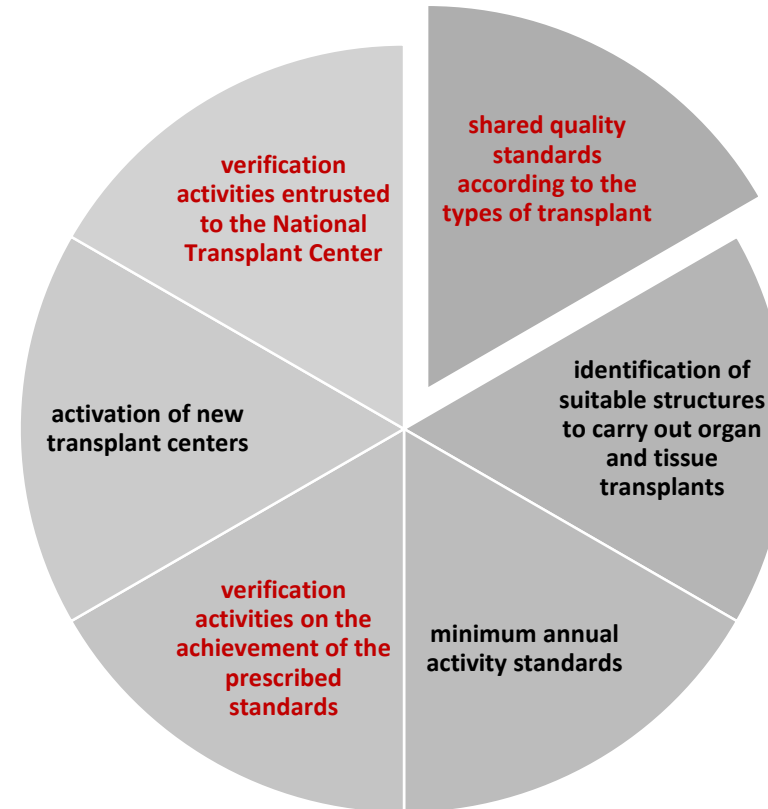 shared quality
standards
according to the
types of transplant
identification of
suitable structures
to carry out organ
and tissue
transplants
minimum annual
activity standards
verification
activities on the
achievement of the
prescribed
standards
activation of new
transplant centers
verification
activities entrusted
to the National
Transplant Center